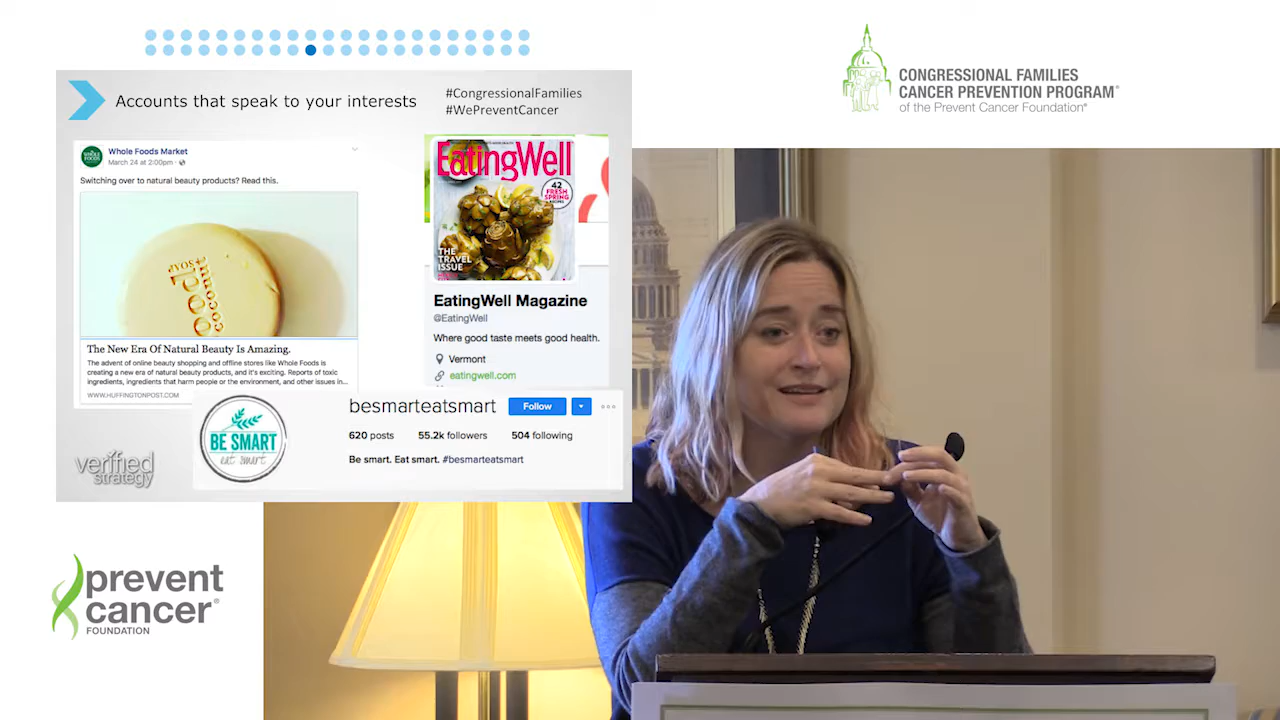 Accounts that speak to your interests
#CongressionalFamilies
#WePreventCancer
Whole Foods Market
March 24 at 2:00pm
Switching over to natural beauty products? Read this.
SOAP
coconut
The New Era Of Natural Beauty Is Amazing.
The advent of online beauty shopping and offline stores like Whole Foods is
creating a new era of natural beauty products, and it's exciting. Reports of toxic
ingredients, ingredients that harm people or the environment, and other issues in...
WWW.HUFFINGTONPOST.COM
EatingWell
42
FRESH
SPRING
RECIPES
THE
TRAVEL
ISSUE
EatingWell Magazine
@EatingWell
Where good taste meets good health.
Vermont
eatingwell.com
BE SMART
eat smart
besmarteatsmart
Follow
620 posts 55.2k followers 504 following
Be smart. Eat smart. #besmarteatsmart
verified
strategy
CONGRESSIONAL FAMILIES
CANCER PREVENTION PROGRAM®
of the Prevent Cancer Foundation®
prevent
cancer®
FOUNDATION